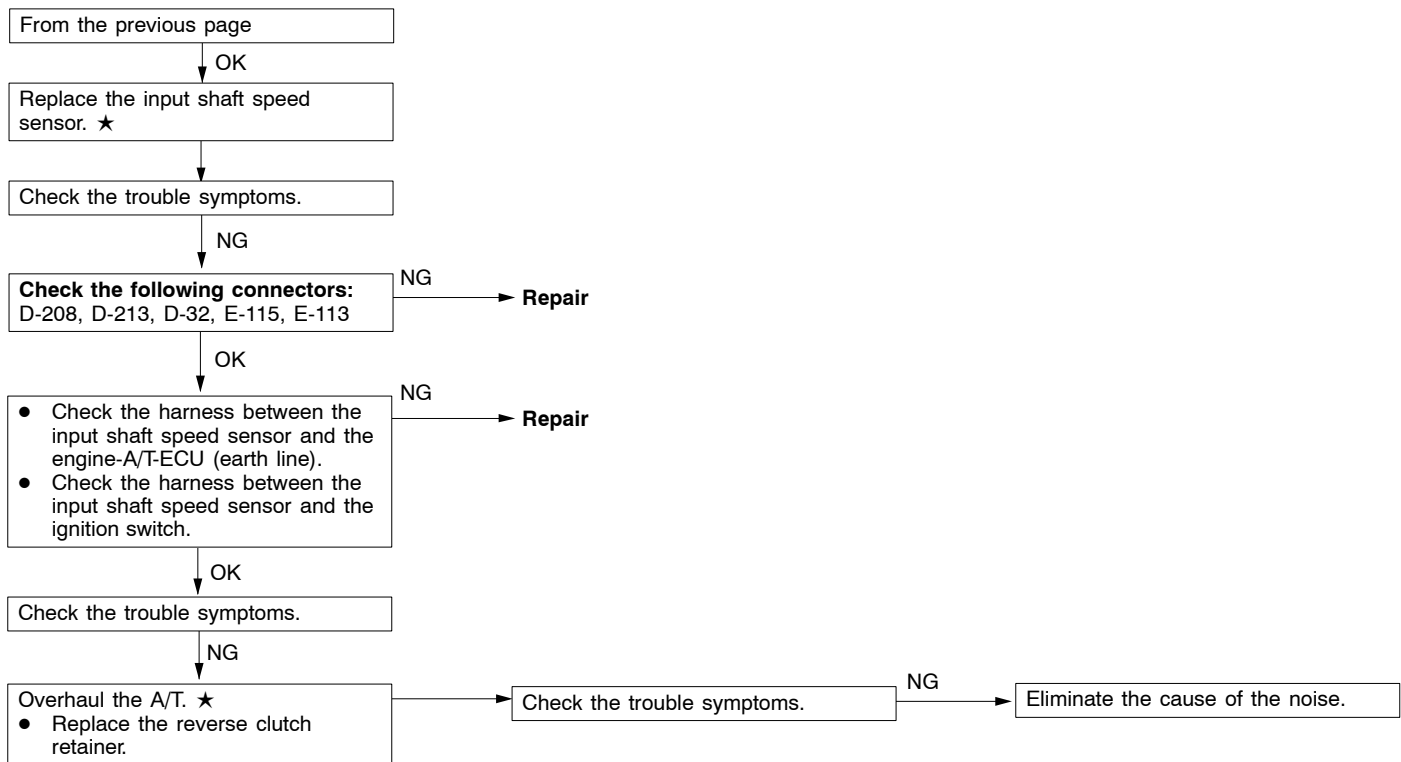 From the previous page
OK
Replace the input shaft speed
sensor. ★
Check the trouble symptoms.
NG
Check the following connectors:
D-208, D-213, D-32, E-115, E-113
NG
Repair
OK
● Check the harness between the
input shaft speed sensor and the
engine-A/T-ECU (earth line).
● Check the harness between the
input shaft speed sensor and the
ignition switch.
NG
Repair
OK
Check the trouble symptoms.
NG
Overhaul the A/T. ★
● Replace the reverse clutch
retainer.
Check the trouble symptoms.
NG
Eliminate the cause of the noise.